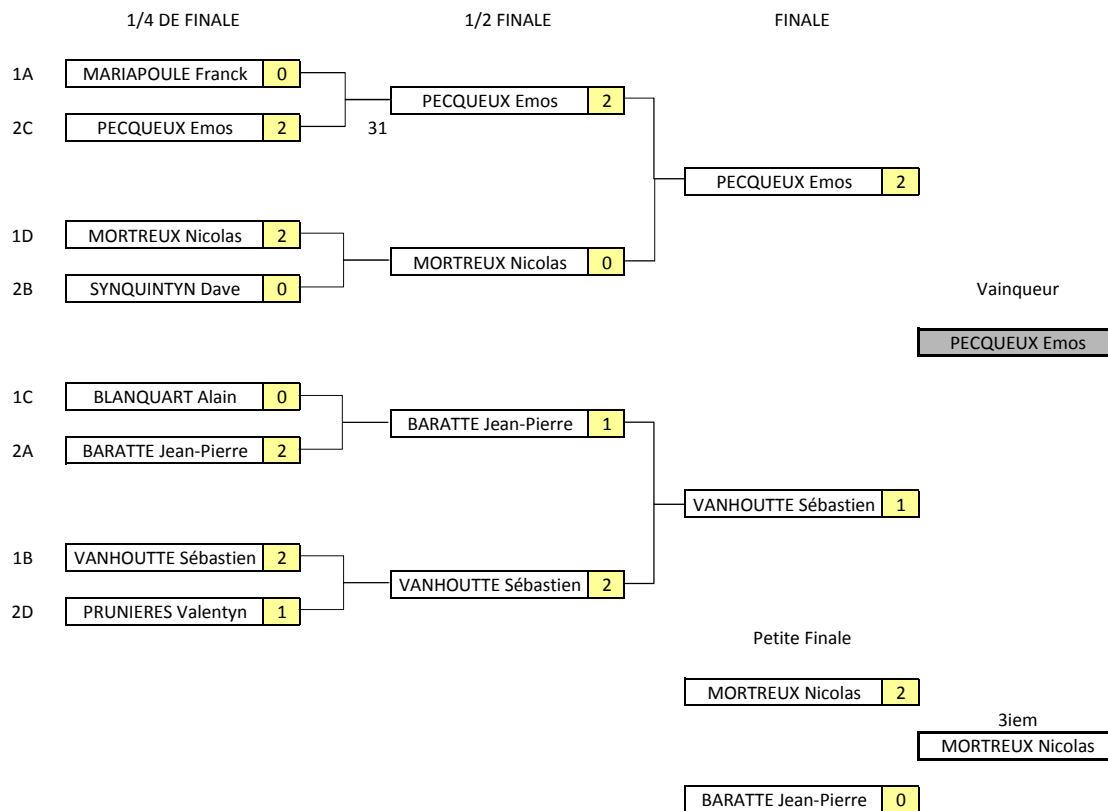 1/4 DE FINALE 1/2 FINALE FINALE
1A MARIAPOULE Franck 0
PECQUEUX Emos 2
2C PECQUEUX Emos 2 31
PECQUEUX Emos 2
1D MORTREUX Nicolas 2
MORTREUX Nicolas 0
2B SYNQUINTYN Dave 0 Vainqueur
PECQUEUX Emos
1C BLANQUART Alain 0
BARATTE Jean-Pierre 1
2A BARATTE Jean-Pierre 2
VANHOUTTE Sébastien 1
1B VANHOUTTE Sébastien 2
VANHOUTTE Sébastien 2
2D PRUNIERES Valentyn 1
Petite Finale
MORTREUX Nicolas 2
3iem
MORTREUX Nicolas
BARATTE Jean-Pierre 0